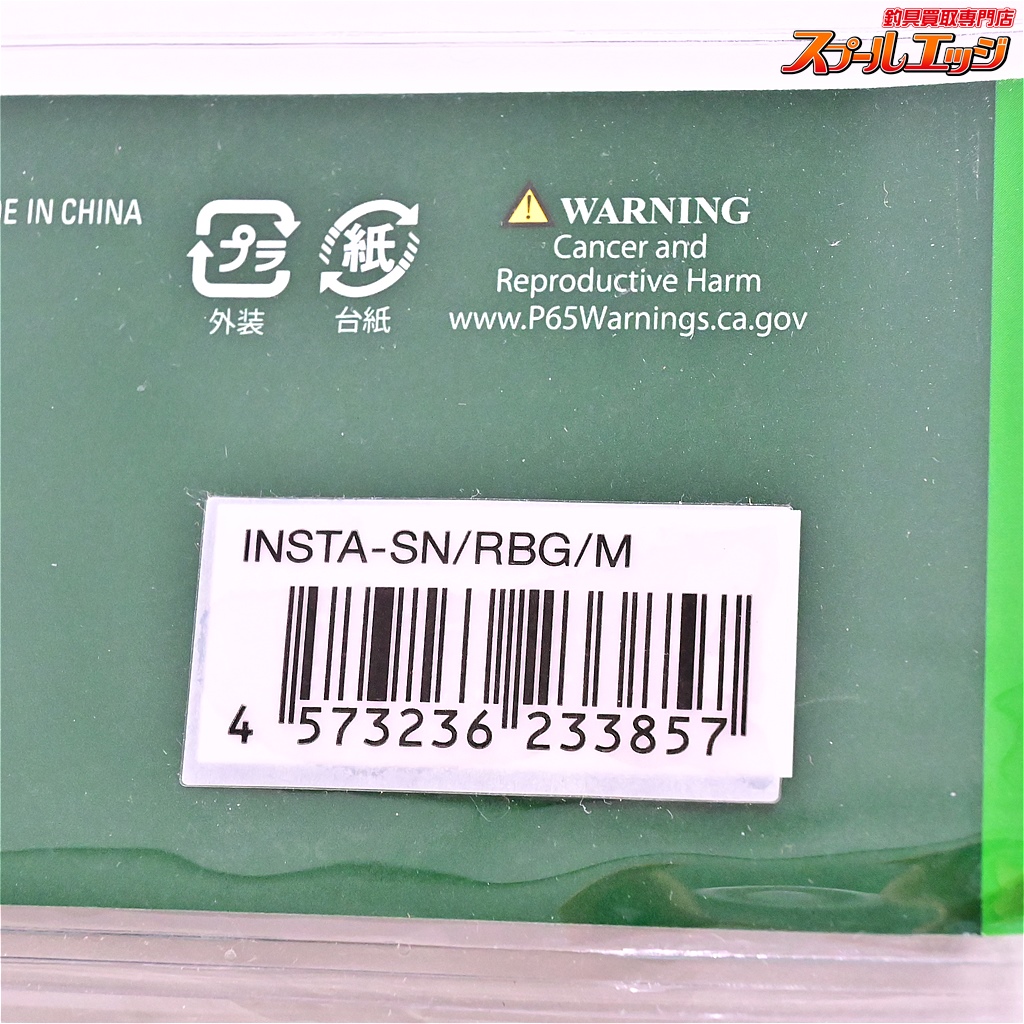 釣具買取専門店
スプールエッジ
DE IN CHINA
プラ
外装
紙
台紙
WARNING
Cancer and
Reproductive Harm
www.P65Warnings.ca.gov
INSTA-SN/RBG/M
4 573236 233857